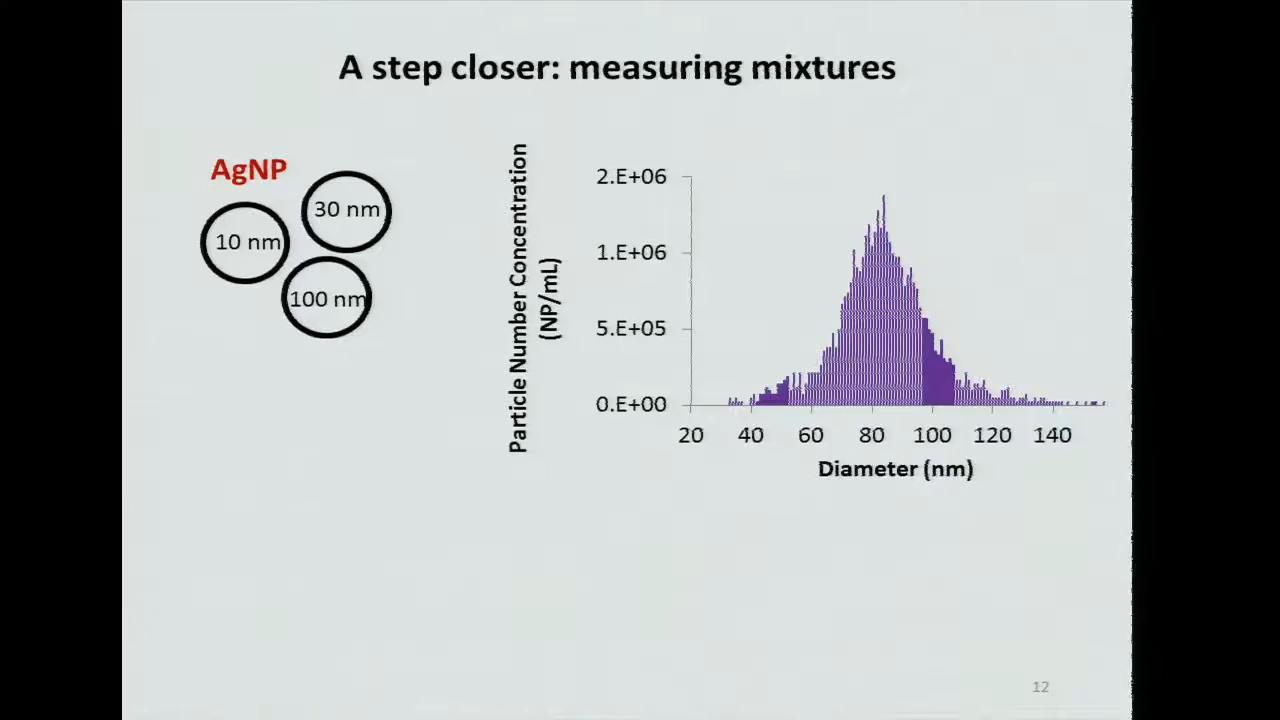 A step closer: measuring mixtures
AgNP
30 nm
10 nm
100 nm
Particle Number Concentration
(NP/mL)
2.E+06
1.E+06
5.E+05
0.E+00
20 40 60 80 100 120 140
Diameter (nm)
12